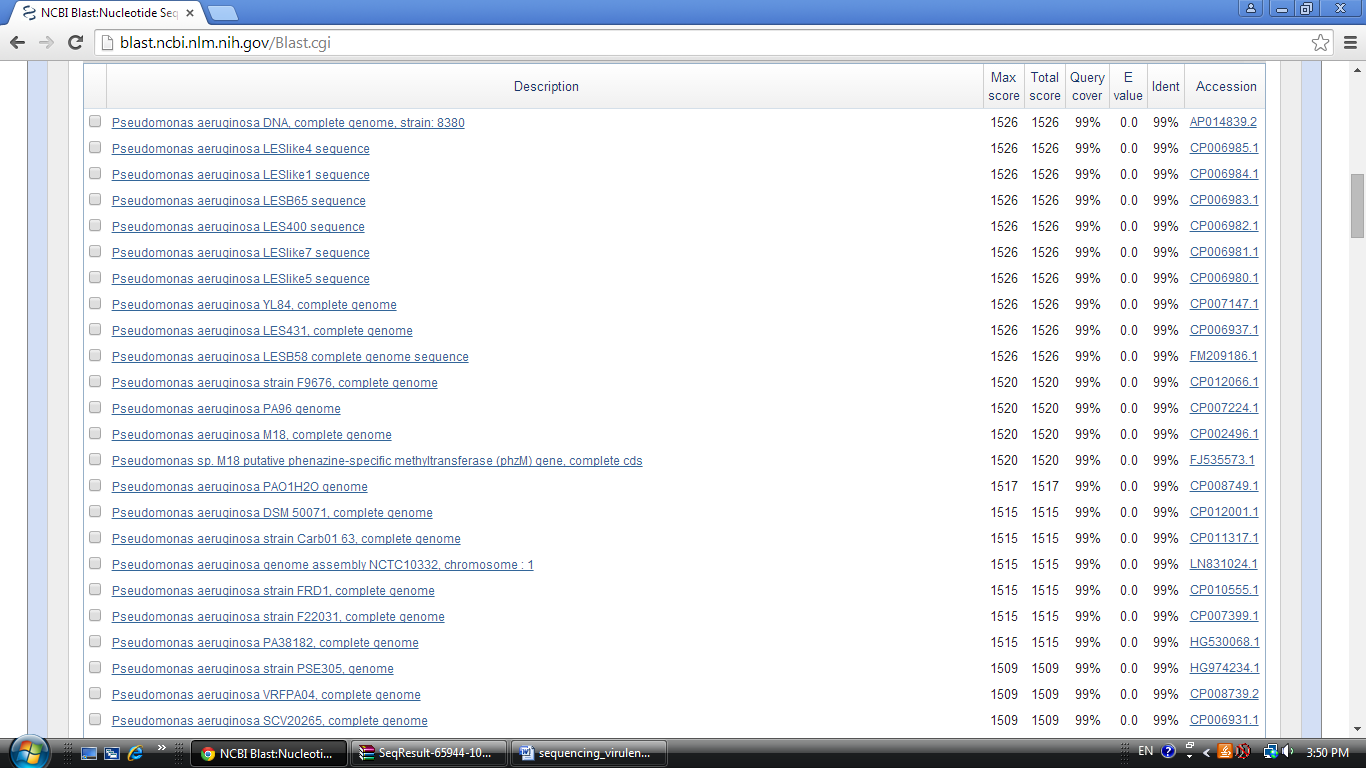 NCBI Blast:Nucleotide Seq
blast.ncbi.nlm.nih.gov/Blast.cgi
Description Max score Total score Query cover E value Ident Accession
Pseudomonas aeruginosa DNA, complete genome, strain: 8380 1526 1526 99% 0.0 99% AP014839.2
Pseudomonas aeruginosa LESlike4 sequence 1526 1526 99% 0.0 99% CP006985.1
Pseudomonas aeruginosa LESlike1 sequence 1526 1526 99% 0.0 99% CP006984.1
Pseudomonas aeruginosa LESB65 sequence 1526 1526 99% 0.0 99% CP006983.1
Pseudomonas aeruginosa LES400 sequence 1526 1526 99% 0.0 99% CP006982.1
Pseudomonas aeruginosa LESlike7 sequence 1526 1526 99% 0.0 99% CP006981.1
Pseudomonas aeruginosa LESlike5 sequence 1526 1526 99% 0.0 99% CP006980.1
Pseudomonas aeruginosa YL84, complete genome 1526 1526 99% 0.0 99% CP007147.1
Pseudomonas aeruginosa LES431, complete genome 1526 1526 99% 0.0 99% CP006937.1
Pseudomonas aeruginosa LESB58 complete genome sequence 1526 1526 99% 0.0 99% FM209186.1
Pseudomonas aeruginosa strain F9676, complete genome 1520 1520 99% 0.0 99% CP012066.1
Pseudomonas aeruginosa PA96 genome 1520 1520 99% 0.0 99% CP007224.1
Pseudomonas aeruginosa M18, complete genome 1520 1520 99% 0.0 99% CP002496.1
Pseudomonas sp. M18 putative phenazine-specific methyltransferase (phzM) gene, complete cds 1520 1520 99% 0.0 99% FJ535573.1
Pseudomonas aeruginosa PAO1H2O genome 1517 1517 99% 0.0 99% CP008749.1
Pseudomonas aeruginosa DSM 50071, complete genome 1515 1515 99% 0.0 99% CP012001.1
Pseudomonas aeruginosa strain Carb01 63, complete genome 1515 1515 99% 0.0 99% CP011317.1
Pseudomonas aeruginosa genome assembly NCTC10332, chromosome : 1 1515 1515 99% 0.0 99% LN831024.1
Pseudomonas aeruginosa strain FRD1, complete genome 1515 1515 99% 0.0 99% CP010555.1
Pseudomonas aeruginosa strain F22031, complete genome 1515 1515 99% 0.0 99% CP007399.1
Pseudomonas aeruginosa PA38182, complete genome 1515 1515 99% 0.0 99% HG530068.1
Pseudomonas aeruginosa strain PSE305, genome 1509 1509 99% 0.0 99% HG974234.1
Pseudomonas aeruginosa VRFPA04, complete genome 1509 1509 99% 0.0 99% CP008739.2
Pseudomonas aeruginosa SCV20265, complete genome 1509 1509 99% 0.0 99% CP006931.1
NCBI Blast:Nucleoti... SeqResult-65944-10... sequencing_virulen... EN 3:50 PM